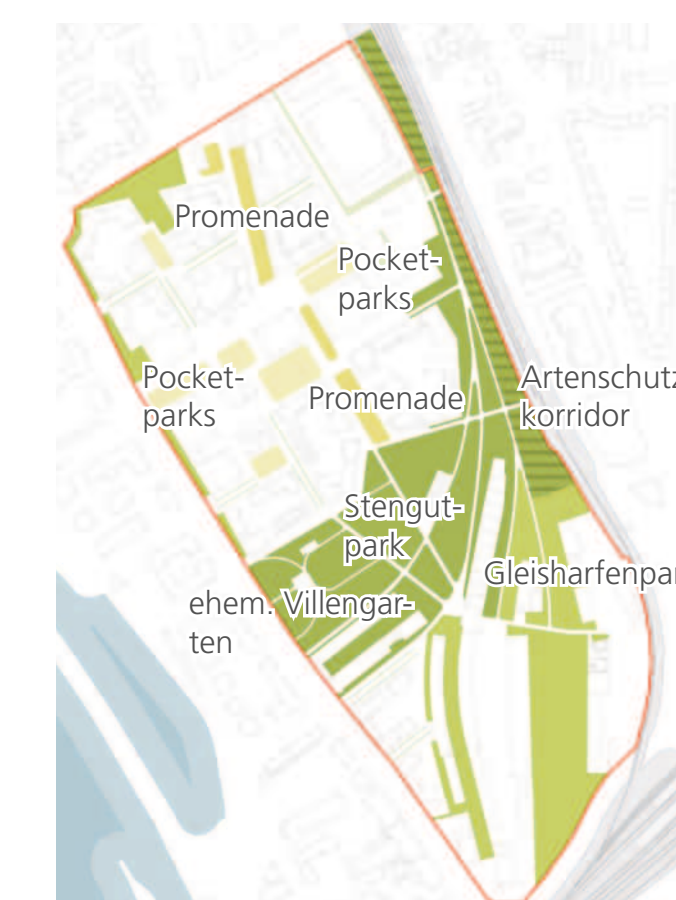 Promenade
Pocket-
parks
Pocket-
parks
Promenade
Artenschutz
korridor
Stengut-
park
Gleisharfenpar
ehem. Villengar-
ten